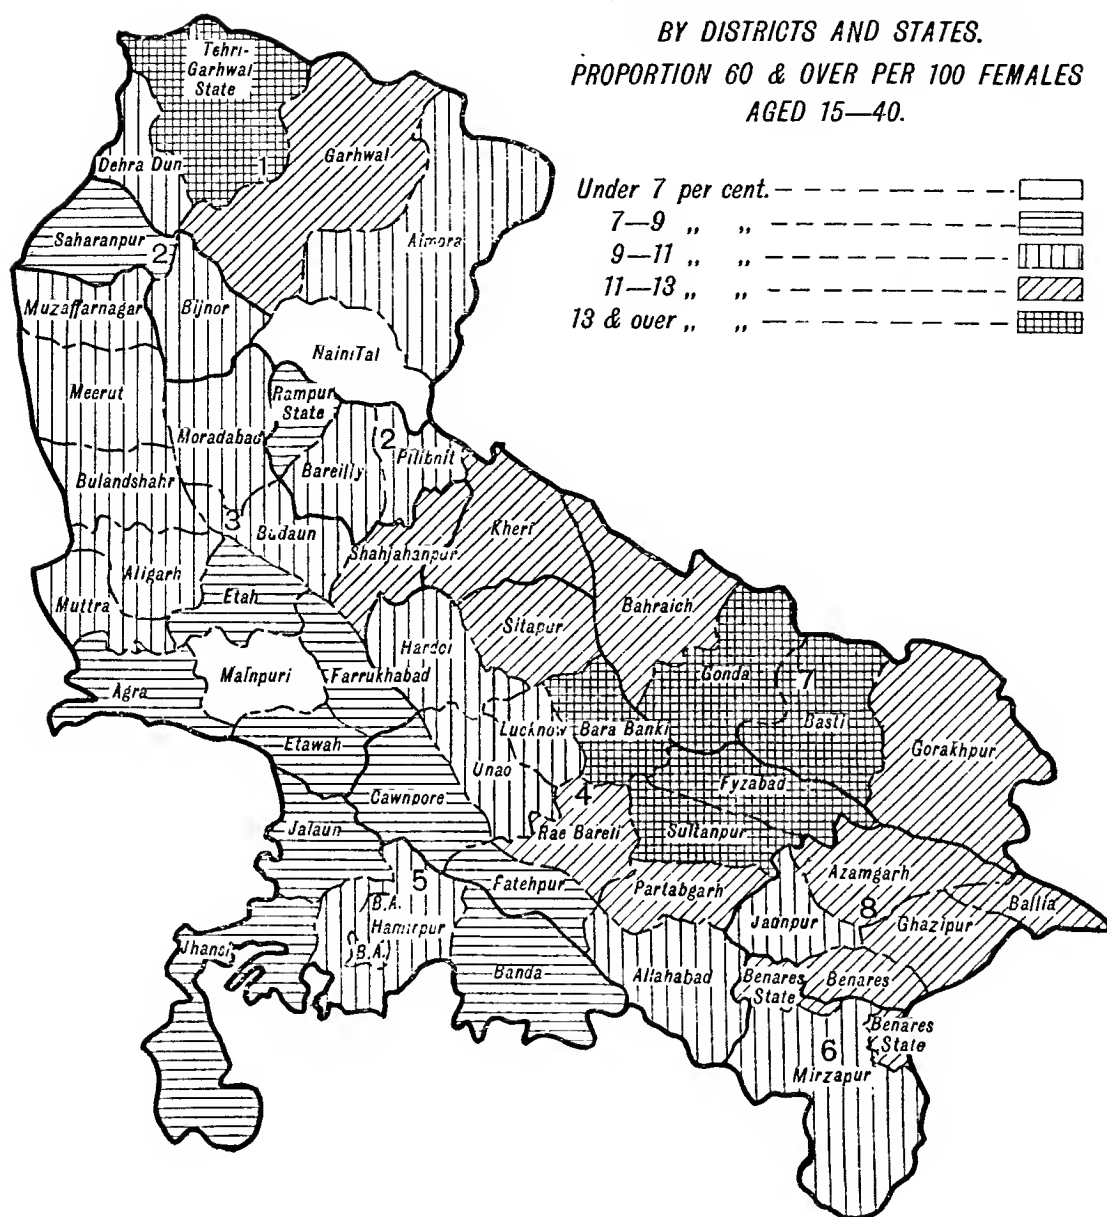 BY DISTRICTS AND STATES.
PROPORTION 60 & OVER PER 100 FEMALES
AGED 15—40.
Under 7 per cent.
7—9 „ „
9—11 „ „
11—13 „ „
13 & over „ „
Tehri-
Garhwal
State
1
Garhwal
Dehra Dun
Almora
Saharanpur
2
Muzaffarnagar
Bijnor
Naini Tal
Meerut
Rampur
State
Moradabad
2
Pilibhit
Bareilly
Bulandshahr
3
Budaun
Kheri
Shahjahanpur
Aligarh
Etah
Muttra
Bahraich
Sitapur
Hardoi
Mainpuri
Farrukhabad
Agra
Gonda
7
Basti
Lucknow
Bara Banki
Gorakhpur
Etawah
Unao
Fyzabad
Cawnpore
4
Jalaun
Rae Bareli
Sultanpur
Azamgarh
5
Fatehpur
Partabgarh
8
Ballia
B.A.
Hamirpur
Jaunpur
Ghazipur
Jhansi
B.A.
Banda
Allahabad
Benares
State
Benares
Benares
State
6
Mirzapur